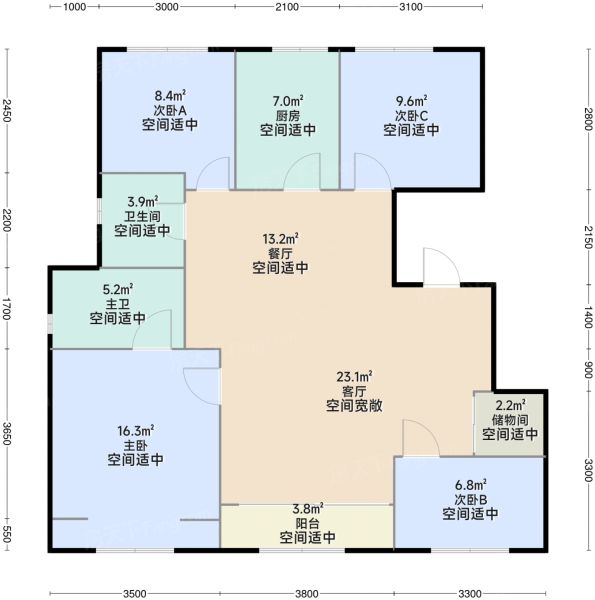 1000 3000 2100 3100
2450
2200
1700
3650
550
2800
2150
1400
900
3300
8.4㎡
次卧A
空间适中
7.0㎡
厨房
空间适中
9.6㎡
次卧C
空间适中
3.9㎡
卫生间
空间适中
13.2㎡
餐厅
空间适中
5.2㎡
主卫
空间适中
23.1㎡
客厅
空间宽敞
2.2㎡
储物间
空间适中
16.3㎡
主卧
空间适中
6.8㎡
次卧B
空间适中
3.8㎡
阳台
空间适中
3500 3800 3300